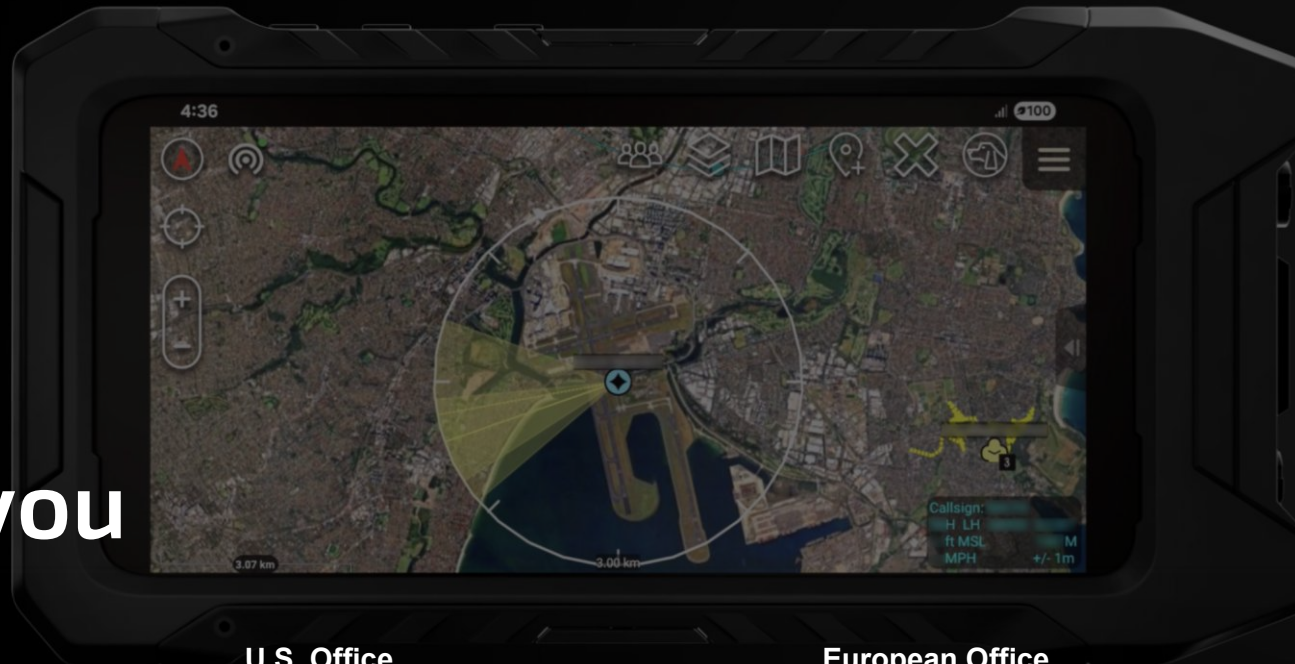 4:36
100
3
Callsign:
H LH
ft MSL M
MPH +/- 1m
3.07 km
3.00 km
you
U.S. Office
European Office